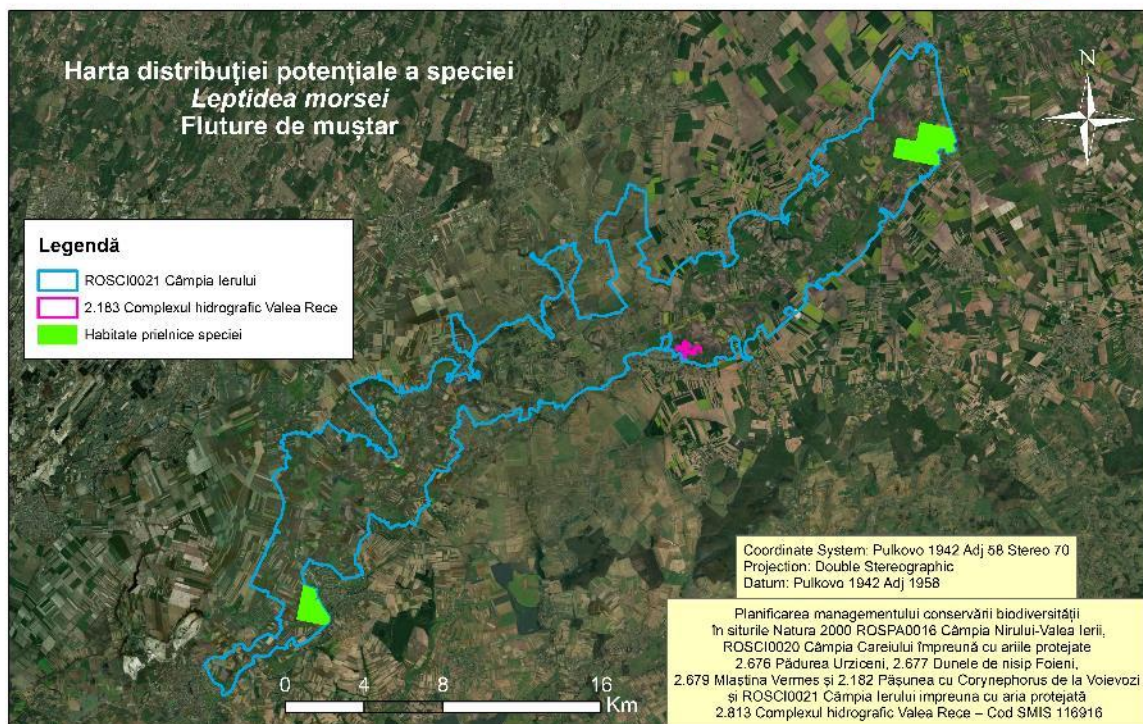 Harta distribuției potențiale a speciei
Leptidea morsei
Fluture de muștar
N
Legendă
ROSCI0021 Câmpia Ierului
2.183 Complexul hidrografic Valea Rece
Habitate prielnice speciei
Coordinate System: Pulkovo 1942 Adj 58 Stereo 70
Projection: Double Stereographic
Datum: Pulkovo 1942 Adj 1958
Planificarea managementului conservării biodiversității
în siturile Natura 2000 ROSPA0016 Câmpia Nirului-Valea Ierii,
ROSCI0020 Câmpia Careiului împreună cu ariile protejate
2.676 Pădurea Urziceni, 2.677 Dunele de nisip Foieni,
2.679 Mlaștina Vermes și 2.182 Pășunea cu Corynephorus de la Voievozi
și ROSCI0021 Câmpia Ierului impreuna cu aria protejată
2.813 Complexul hidrografic Valea Rece – Cod SMIS 116916
0 4 8 16
Km